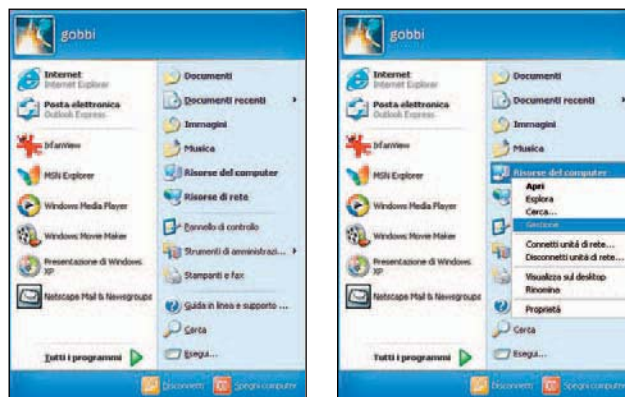 gobbi
Internet
Internet Explorer
Posta elettronica
Outlook Express
IrfanView
MSN Explorer
Windows Media Player
Windows Movie Maker
Presentazione di Windows
XP
Netscape Mail & Newsgroups
Tutti i programmi
Documenti
Documenti recenti
Immagini
Musica
Risorse del computer
Risorse di rete
Pannello di controllo
Strumenti di amministrazi...
Stampanti e fax
Guida in linea e supporto ...
Cerca
Esegui...
Disconnetti
Spegni computer
gobbi
Internet
Internet Explorer
Posta elettronica
Outlook Express
IrfanView
MSN Explorer
Windows Media Player
Windows Movie Maker
Presentazione di Windows
XP
Netscape Mail & Newsgroups
Tutti i programmi
Documenti
Documenti recenti
Immagini
Musica
Risorse del computer
Apri
Esplora
Cerca...
Gestione
Connetti unità di rete...
Disconnetti unità di rete...
Visualizza sul desktop
Rinomina
Proprietà
Cerca
Esegui...
Disconnetti
Spegni computer